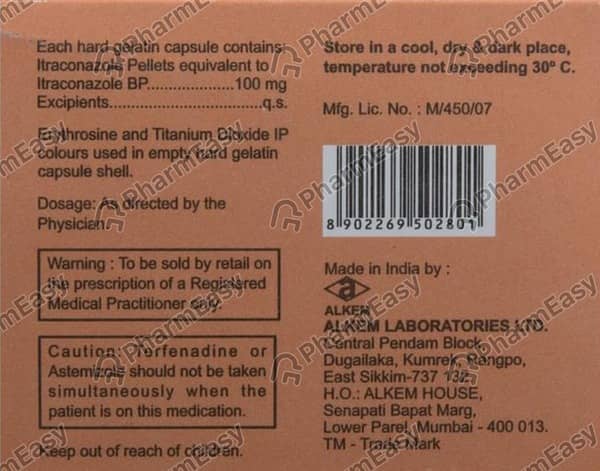 Each hard gelatin capsule contains:
Itraconazole Pellets equivalent to
Itraconazole BP....................100 mg
Excipients..............................q.s.
Erythrosine and Titanium Dioxide IP
colours used in empty hard gelatin
capsule shell.
Dosage: As directed by the
Physician.
Warning : To be sold by retail on
the prescription of a Registered
Medical Practitioner only.
Caution: Terfenadine or
Astemizole should not be taken
simultaneously when the
patient is on this medication.
Keep out of reach of children.
Store in a cool, dry & dark place,
temperature not exceeding 30º C.
Mfg. Lic. No. : M/450/07
8 902269 502801
Made in India by :
a
ALKEM
ALKEM LABORATORIES LTD.
Central Pendam Block,
Dugailaka, Kumrek, Rangpo,
East Sikkim-737 132.
H.O.: ALKEM HOUSE,
Senapati Bapat Marg,
Lower Parel, Mumbai - 400 013.
TM - Trade Mark
PharmEasy